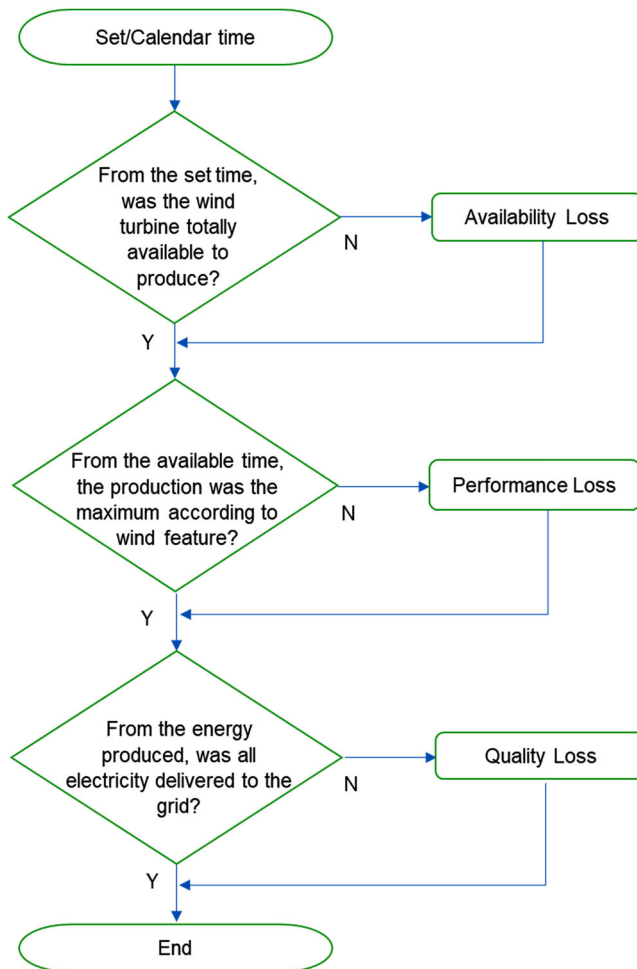 Set/Calendar time
From the set time,
was the wind
turbine totally
available to
produce?
N
Availability Loss
Y
From the available time,
the production was the
maximum according to
wind feature?
N
Performance Loss
Y
From the energy
produced, was all
electricity delivered to the
grid?
N
Quality Loss
Y
End